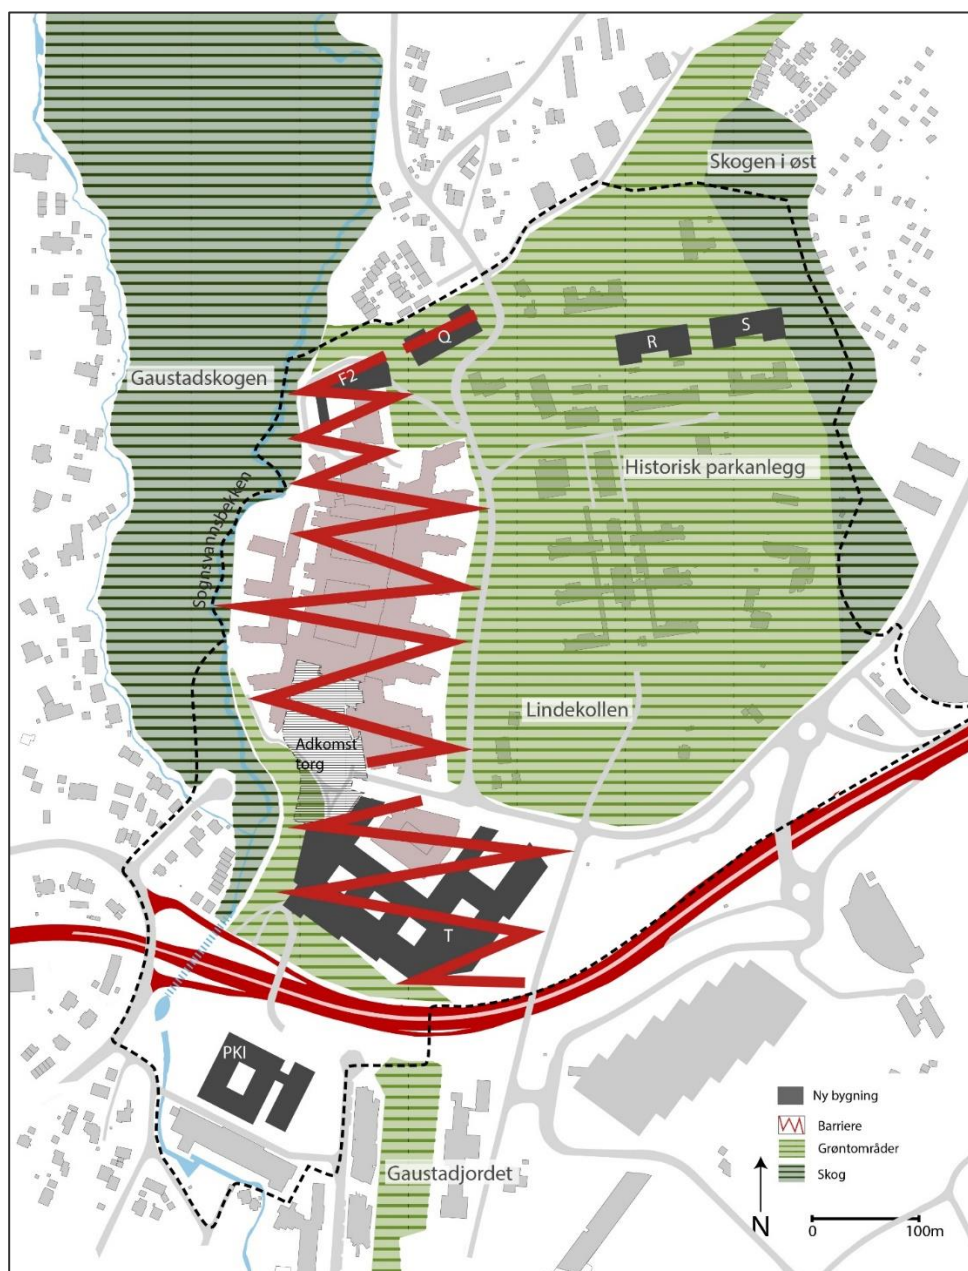 Skogen i øst
Q
S
R
F2
Gaustadskogen
Historisk parkanlegg
Sognsvannsbekken
Lindekollen
Adkomst
torg
T
PKI
Gaustadjordet
Ny bygning
Barriere
Grøntområder
Skog
N
0
100m